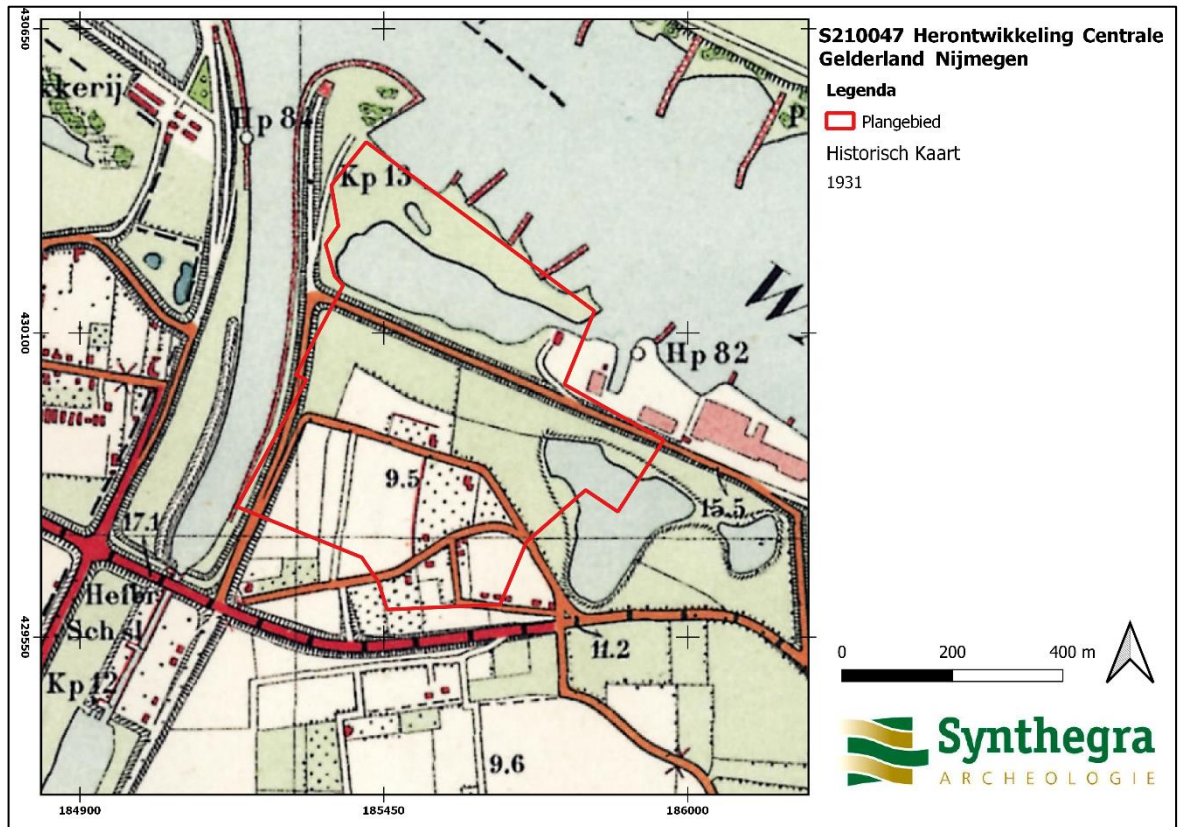 S210047 Herontwikkeling Centrale
Gelderland Nijmegen
Legenda
Plangebied
Historisch Kaart
1931
430650
430100
429550
184900
185450
186000
kkerij
Hp 84
Kp 13
P
W
Hp 82
9.5
15.5
17.1
Hefbr
Sch.sl
Kp 12
11.2
9.6
0 200 400 m
Synthegra
ARCHEOLOGIE